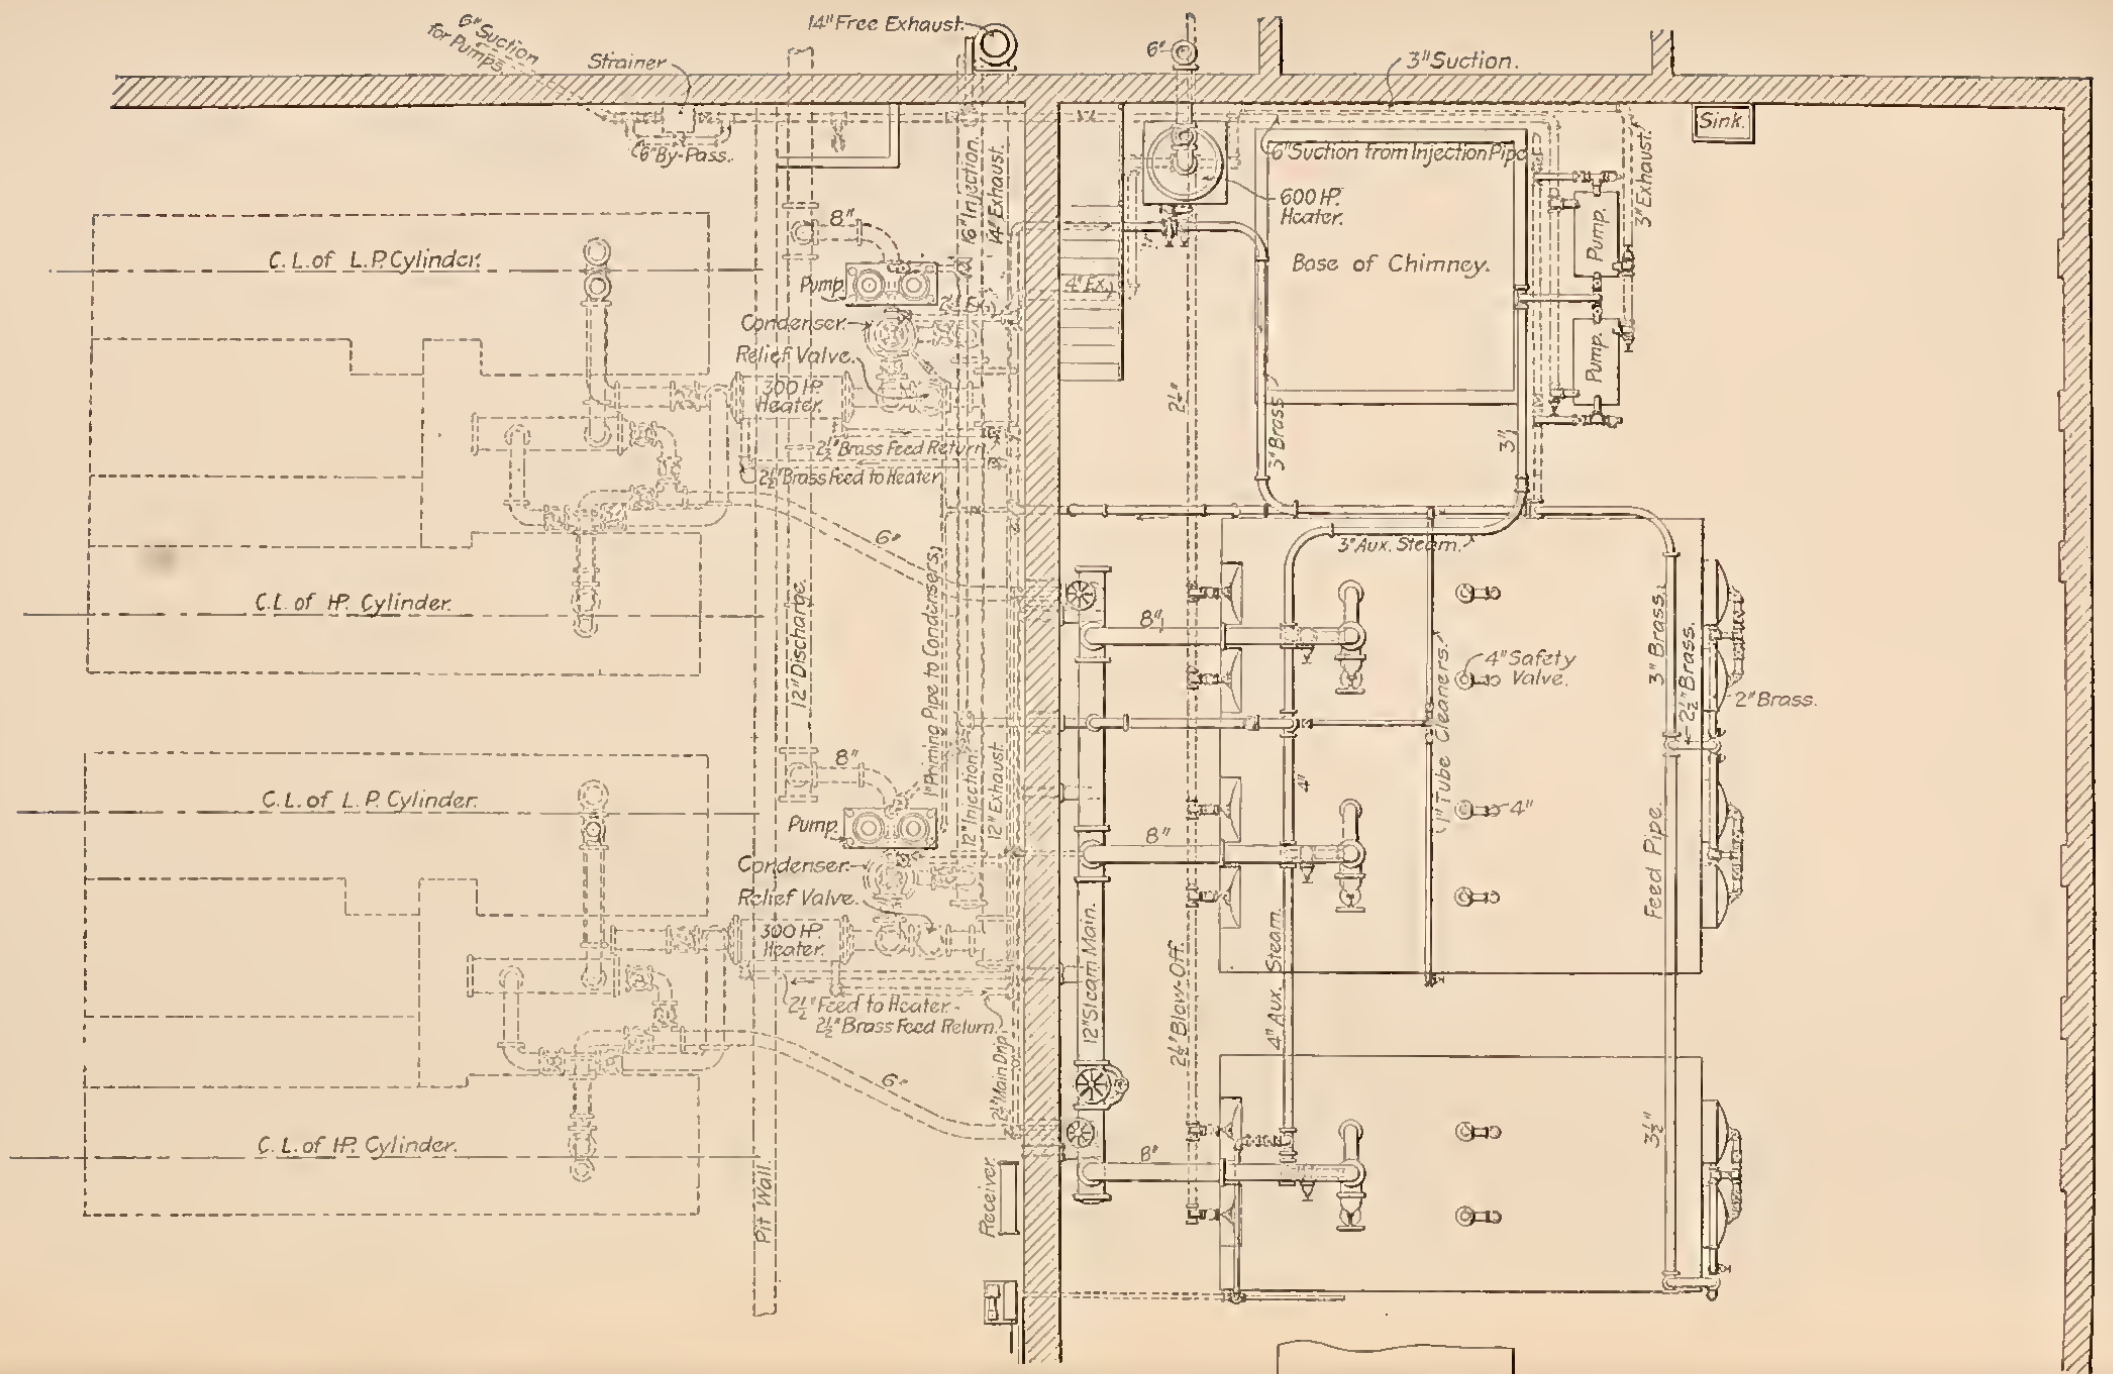 6" Suction
for Pumps.
Strainer
14" Free Exhaust.
6"
3" Suction.
Sink.
6" By-Pass.
16" Injection.
14" Exhaust.
6" Suction from Injection Pipe
3" Exhaust.
600 HP.
Heater.
Base of Chimney.
Pump.
Pump.
8"
C.L. of L.P. Cylinder.
Pump.
4" Ex.
Condenser.
Relief Valve.
300 HP.
Heater.
2½"
3" Brass
3"
2½" Brass Feed Return.
2½" Brass Feed to Heater.
6"
3" Aux. Steam.
C.L. of HP. Cylinder.
12" Discharge.
1" Priming Pipe to Condensers.
8"
1" Tube Cleaners.
4" Safety
Valve.
3" Brass.
2½" Brass.
2" Brass.
8"
C.L. of L.P. Cylinder.
Pump.
12" Injection.
12" Exhaust.
4"
4"
8"
Condenser.
Relief Valve.
300 HP.
Heater.
12" Steam Main.
2½" Blow-Off.
4" Aux. Steam.
Feed Pipe.
2½" Feed to Heater.
2½" Brass Feed Return.
2½" Main Drip.
6"
C.L. of HP. Cylinder.
8"
3½"
Pit Wall.
Receiver.